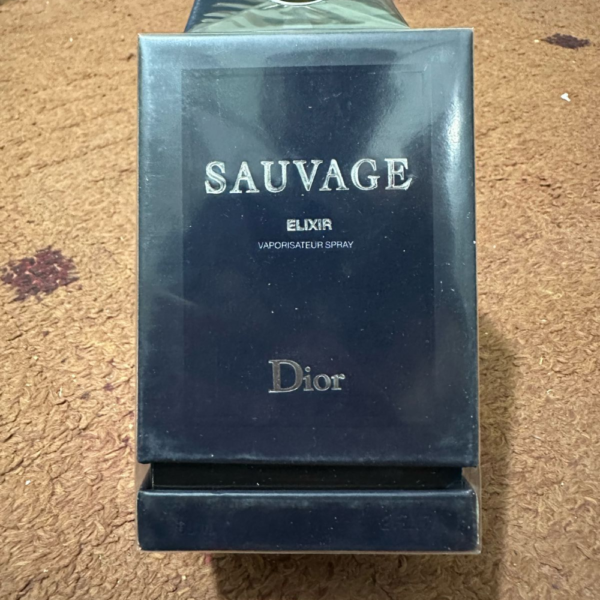 SAUVAGE
ELIXIR
VAPORISATEUR SPRAY
Dior